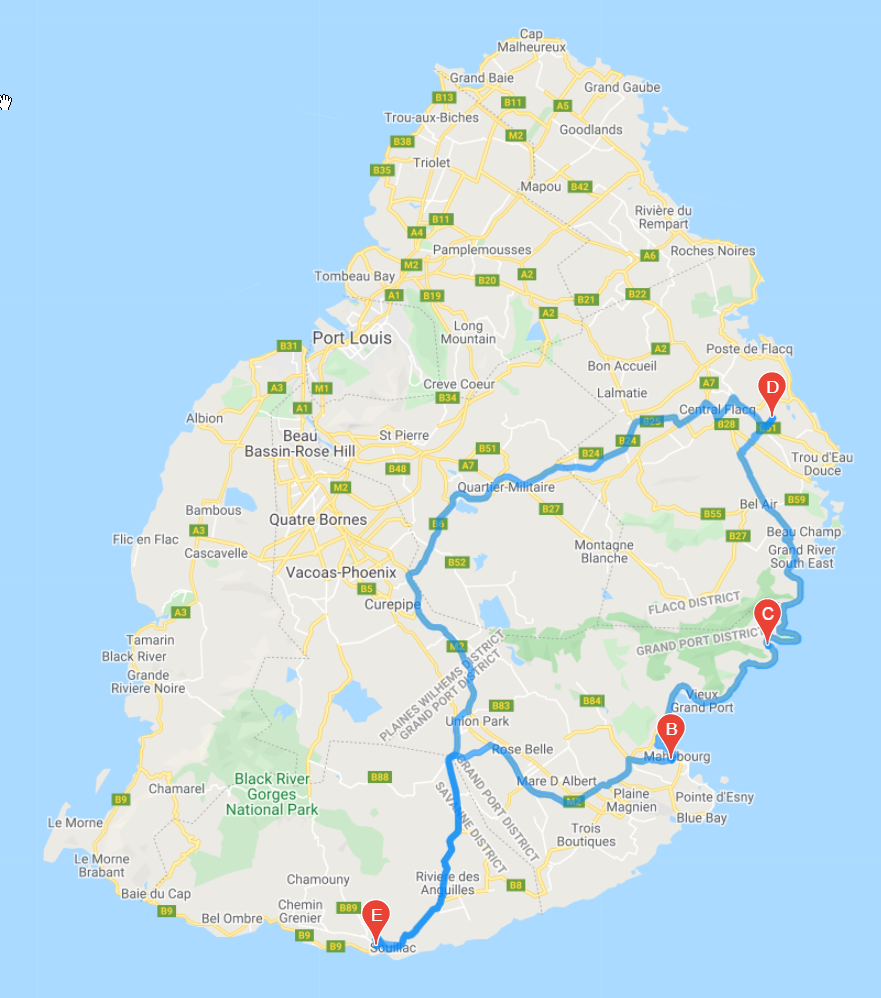 Cap
Malheureux
Grand Baie
Grand Gaube
B13
B11
A5
Trou-aux-Biches
Goodlands
M2
B38
Triolet
B35
Mapou
B42
Rivière du
Rempart
B11
A4
Pamplemousses
Roches Noires
A6
M2
Tombeau Bay
A2
B20
A1
B19
B21
B22
A2
Long
Mountain
Port Louis
B31
A2
Poste de Flacq
Bon Accueil
Creve Coeur
A3
M1
A7
D
B34
Lalmatie
A1
Central Flacq
Albion
B28
Beau
Bassin-Rose Hill
St Pierre
B24
B51
B24
Trou d'Eau
Douce
A7
B48
M2
Quartier-Militaire
B59
Bel Air
Bambous
B27
B55
Quatre Bornes
B6
A3
Beau Champ
Flic en Flac
B27
Cascavelle
Montagne
Blanche
Grand River
South East
B52
Vacoas-Phoenix
B5
Curepipe
FLACQ DISTRICT
A3
C
Tamarin
GRAND PORT DISTRICT
M2
Black River
PLAINES WILHEMS DISTRICT
GRAND PORT DISTRICT
Grande
Riviere Noire
Vieux
Grand Port
B83
B84
Union Park
B
Rose Belle
Mahebourg
B88
Black River
Gorges
National Park
Mare D Albert
GRAND PORT DISTRICT
SAVANNE DISTRICT
Chamarel
Plaine
Magnien
Pointe d'Esny
B9
M2
Blue Bay
Le Morne
Trois
Boutiques
Le Morne
Brabant
Chamouny
Riviere des
Anguilles
B8
Baie du Cap
Chemin
Grenier
B89
E
B9
Bel Ombre
B9
B9
Souillac